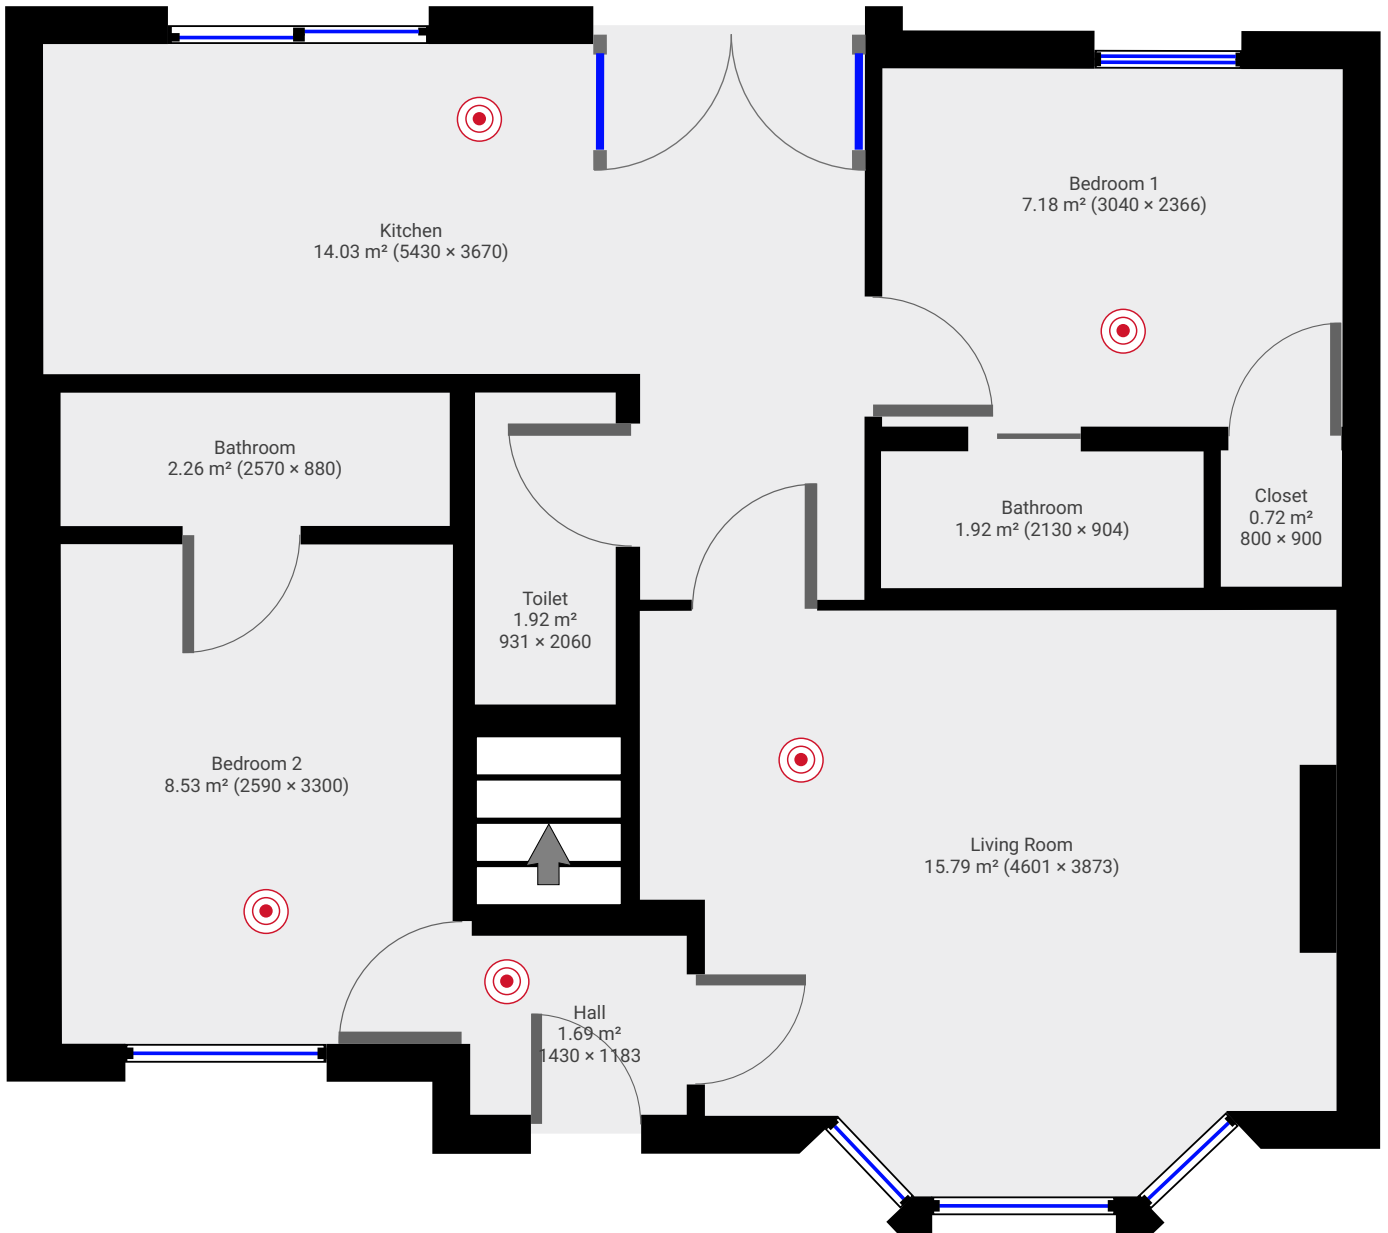 Bedroom 1
7.18 m² (3040 × 2366)
Kitchen
14.03 m² (5430 × 3670)
Bathroom
2.26 m² (2570 × 880)
Bathroom
1.92 m² (2130 × 904)
Closet
0.72 m²
800 × 900
Toilet
1.92 m²
931 × 2060
Bedroom 2
8.53 m² (2590 × 3300)
Living Room
15.79 m² (4601 × 3873)
Hall
1.69 m²
1430 × 1183